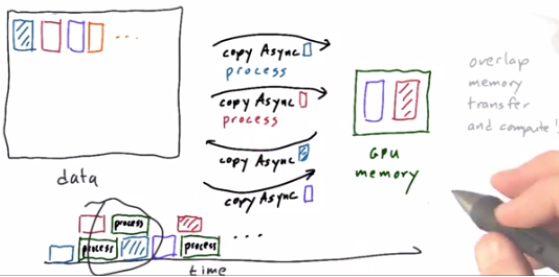 copy Async
process
copy Async
process
copy Async
copy Async
data
GPU
memory
overlap
memory
transfer
and compute!
process
process
process
time